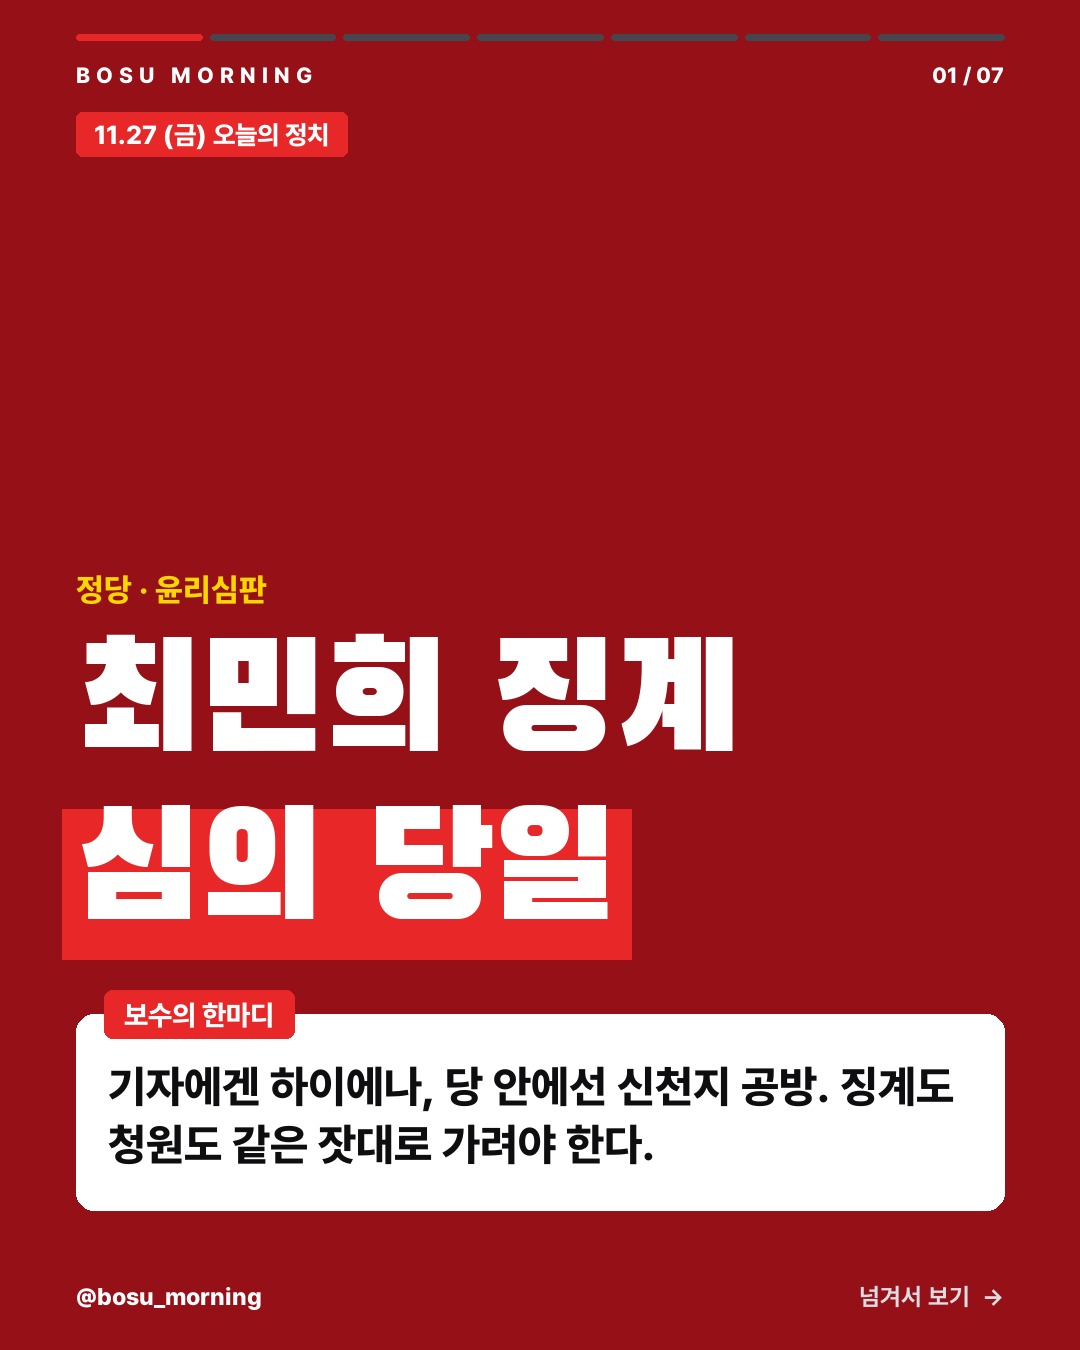 BOSU MORNING
01 / 07
11.27 (금) 오늘의 정치
정당 · 윤리심판
최민희 징계
심의 당일
보수의 한마디
기자에겐 하이에나, 당 안에선 신천지 공방. 징계도
청원도 같은 잣대로 가려야 한다.
@bosu_morning
넘겨서 보기 →